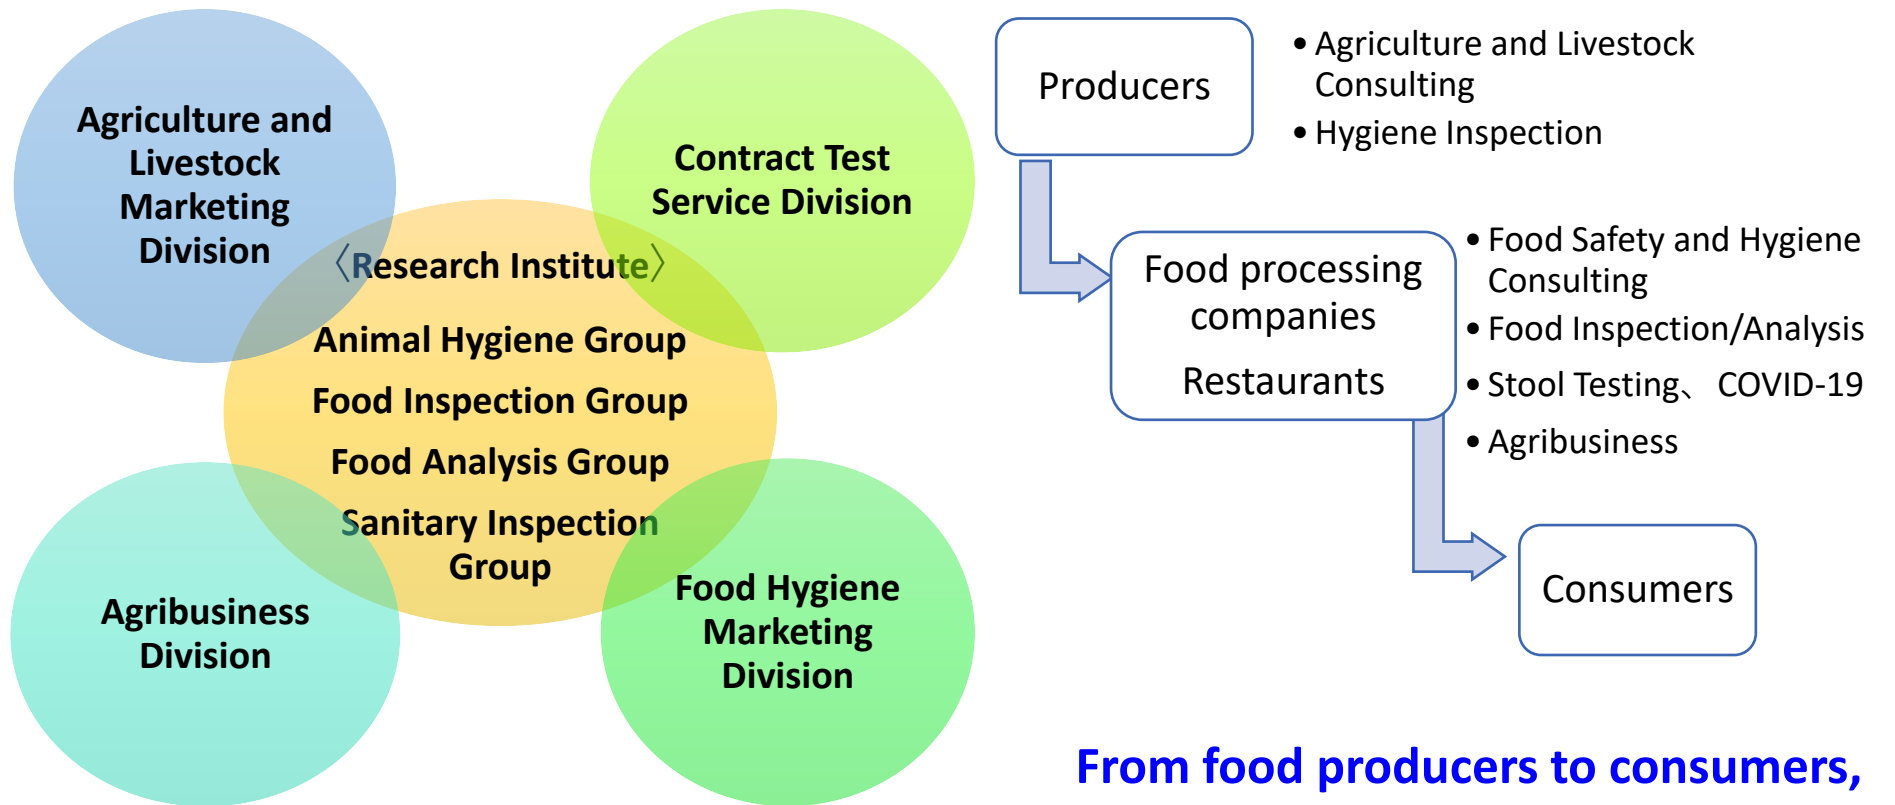 Agriculture and
Livestock
Marketing
Division
Contract Test
Service Division
〈Research Institute〉
Animal Hygiene Group
Food Inspection Group
Food Analysis Group
Sanitary Inspection
Group
Agribusiness
Division
Food Hygiene
Marketing
Division
Producers
• Agriculture and Livestock
Consulting
• Hygiene Inspection
Food processing
companies
Restaurants
• Food Safety and Hygiene
Consulting
• Food Inspection/Analysis
• Stool Testing、 COVID-19
• Agribusiness
Consumers
From food producers to consumers,